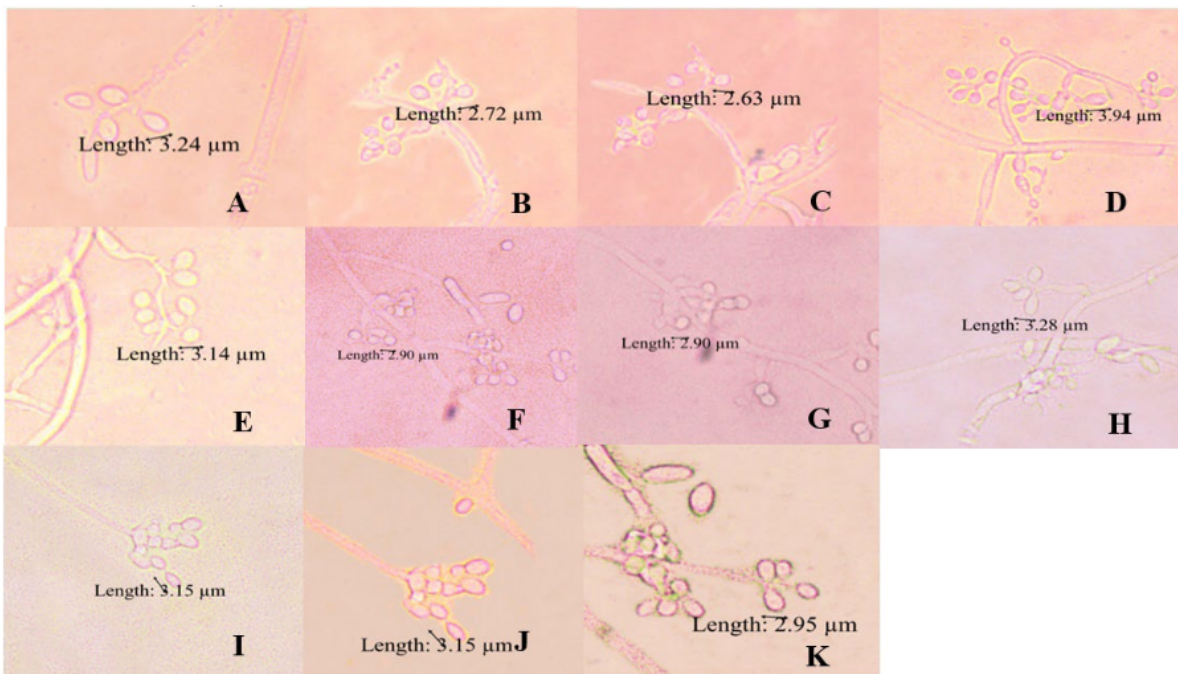 Length: 3.24 µm
A
Length: 2.72 µm
B
Length: 2.63 µm
C
Length: 3.94 µm
D
Length: 3.14 µm
E
Length: 2.90 µm
F
Length: 2.90 µm
G
Length: 3.28 µm
H
Length: 3.15 µm
I
Length: 3.15 µm
J
Length: 2.95 µm
K